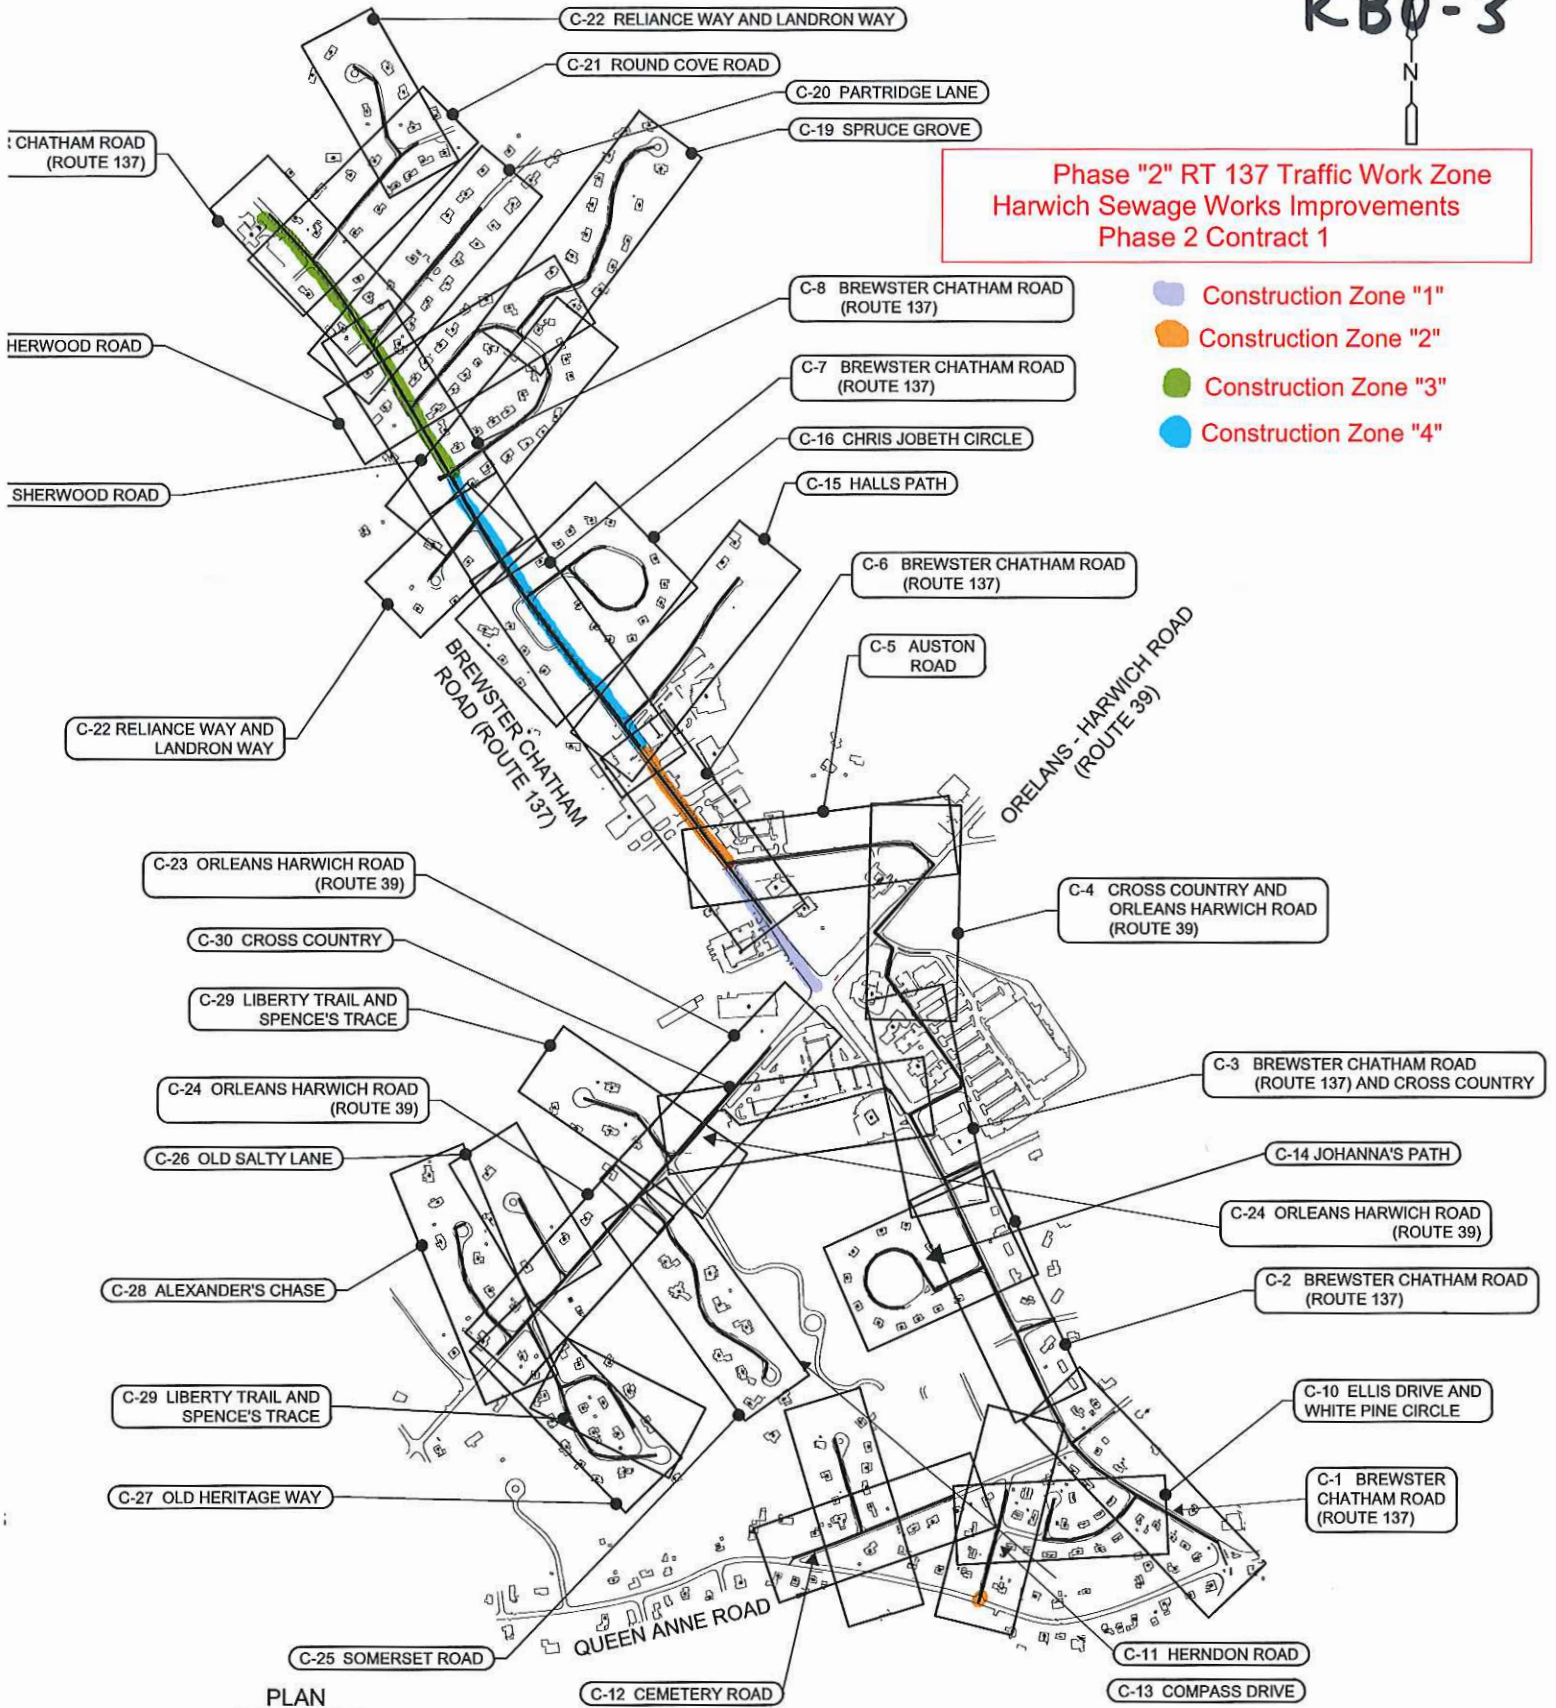 C-22 RELIANCE WAY AND LANDRON WAY
RBO-3
C-21 ROUND COVE ROAD
N
C-20 PARTRIDGE LANE
C-19 SPRUCE GROVE
CHATHAM ROAD
(ROUTE 137)
Phase "2" RT 137 Traffic Work Zone
Harwich Sewage Works Improvements
Phase 2 Contract 1
C-8 BREWSTER CHATHAM ROAD
(ROUTE 137)
Construction Zone "1"
Construction Zone "2"
Construction Zone "3"
Construction Zone "4"
HERWOOD ROAD
C-7 BREWSTER CHATHAM ROAD
(ROUTE 137)
C-16 CHRIS JOBETH CIRCLE
SHERWOOD ROAD
C-15 HALLS PATH
C-6 BREWSTER CHATHAM ROAD
(ROUTE 137)
C-5 AUSTON
ROAD
BREWSTER CHATHAM
ROAD (ROUTE 137)
ORELANS - HARWICH ROAD
(ROUTE 39)
C-22 RELIANCE WAY AND
LANDRON WAY
C-23 ORLEANS HARWICH ROAD
(ROUTE 39)
C-4 CROSS COUNTRY AND
ORLEANS HARWICH ROAD
(ROUTE 39)
C-30 CROSS COUNTRY
C-29 LIBERTY TRAIL AND
SPENCE'S TRACE
C-3 BREWSTER CHATHAM ROAD
(ROUTE 137) AND CROSS COUNTRY
C-24 ORLEANS HARWICH ROAD
(ROUTE 39)
C-26 OLD SALTY LANE
C-14 JOHANNA'S PATH
C-24 ORLEANS HARWICH ROAD
(ROUTE 39)
C-28 ALEXANDER'S CHASE
C-2 BREWSTER CHATHAM ROAD
(ROUTE 137)
C-29 LIBERTY TRAIL AND
SPENCE'S TRACE
C-10 ELLIS DRIVE AND
WHITE PINE CIRCLE
C-27 OLD HERITAGE WAY
C-1 BREWSTER
CHATHAM ROAD
(ROUTE 137)
QUEEN ANNE ROAD
C-25 SOMERSET ROAD
C-11 HERNDON ROAD
C-12 CEMETERY ROAD
C-13 COMPASS DRIVE
PLAN